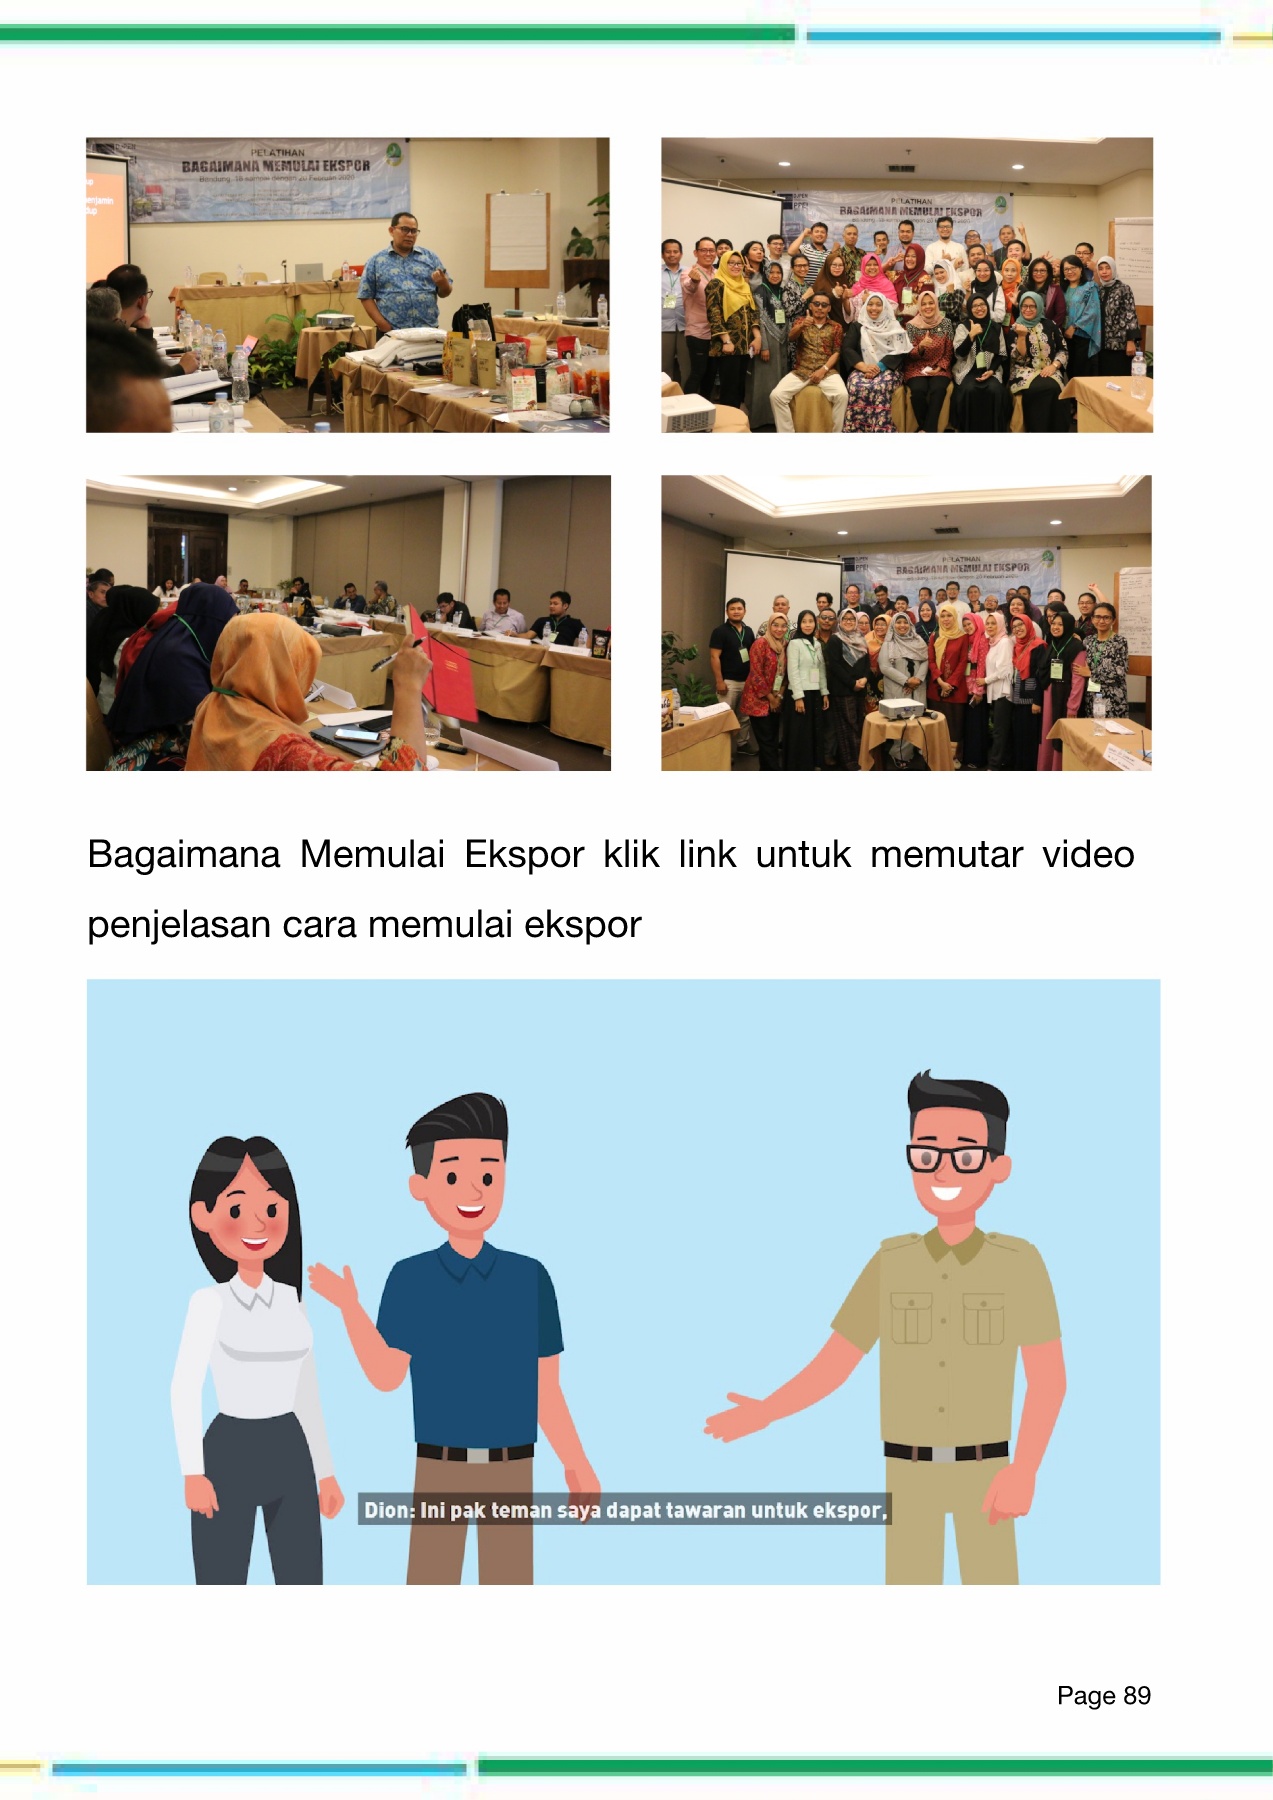 PELATIHAN
BAGAIMANA MEMULAI EKSPOR
Bandung, 18 sampai dengan 20 Februari 2020
PELATIHAN
BAGAIMANA MEMULAI EKSPOR
PELATIHAN
BAGAIMANA MEMULAI EKSPOR
Bagaimana Memulai Ekspor klik link untuk memutar video
penjelasan cara memulai ekspor
Dion: Ini pak teman saya dapat tawaran untuk ekspor,
Page 89